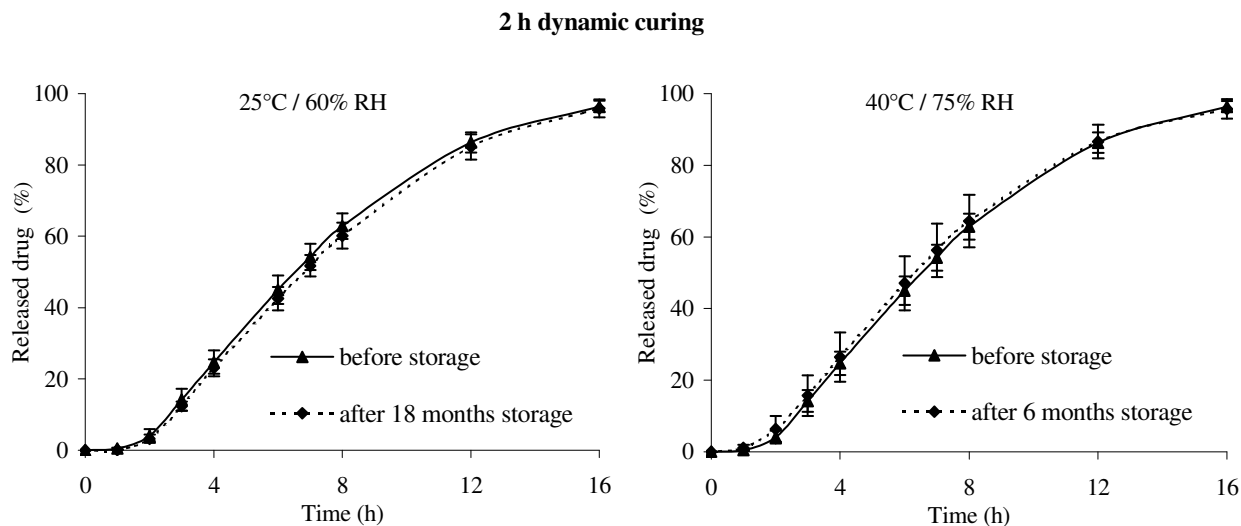 2 h dynamic curing
25°C / 60% RH
100
80
60
40
20
0
Released drug (%)
before storage
after 18 months storage
0 4 8 12 16
Time (h)
40°C / 75% RH
100
80
60
40
20
0
Released drug (%)
before storage
after 6 months storage
0 4 8 12 16
Time (h)